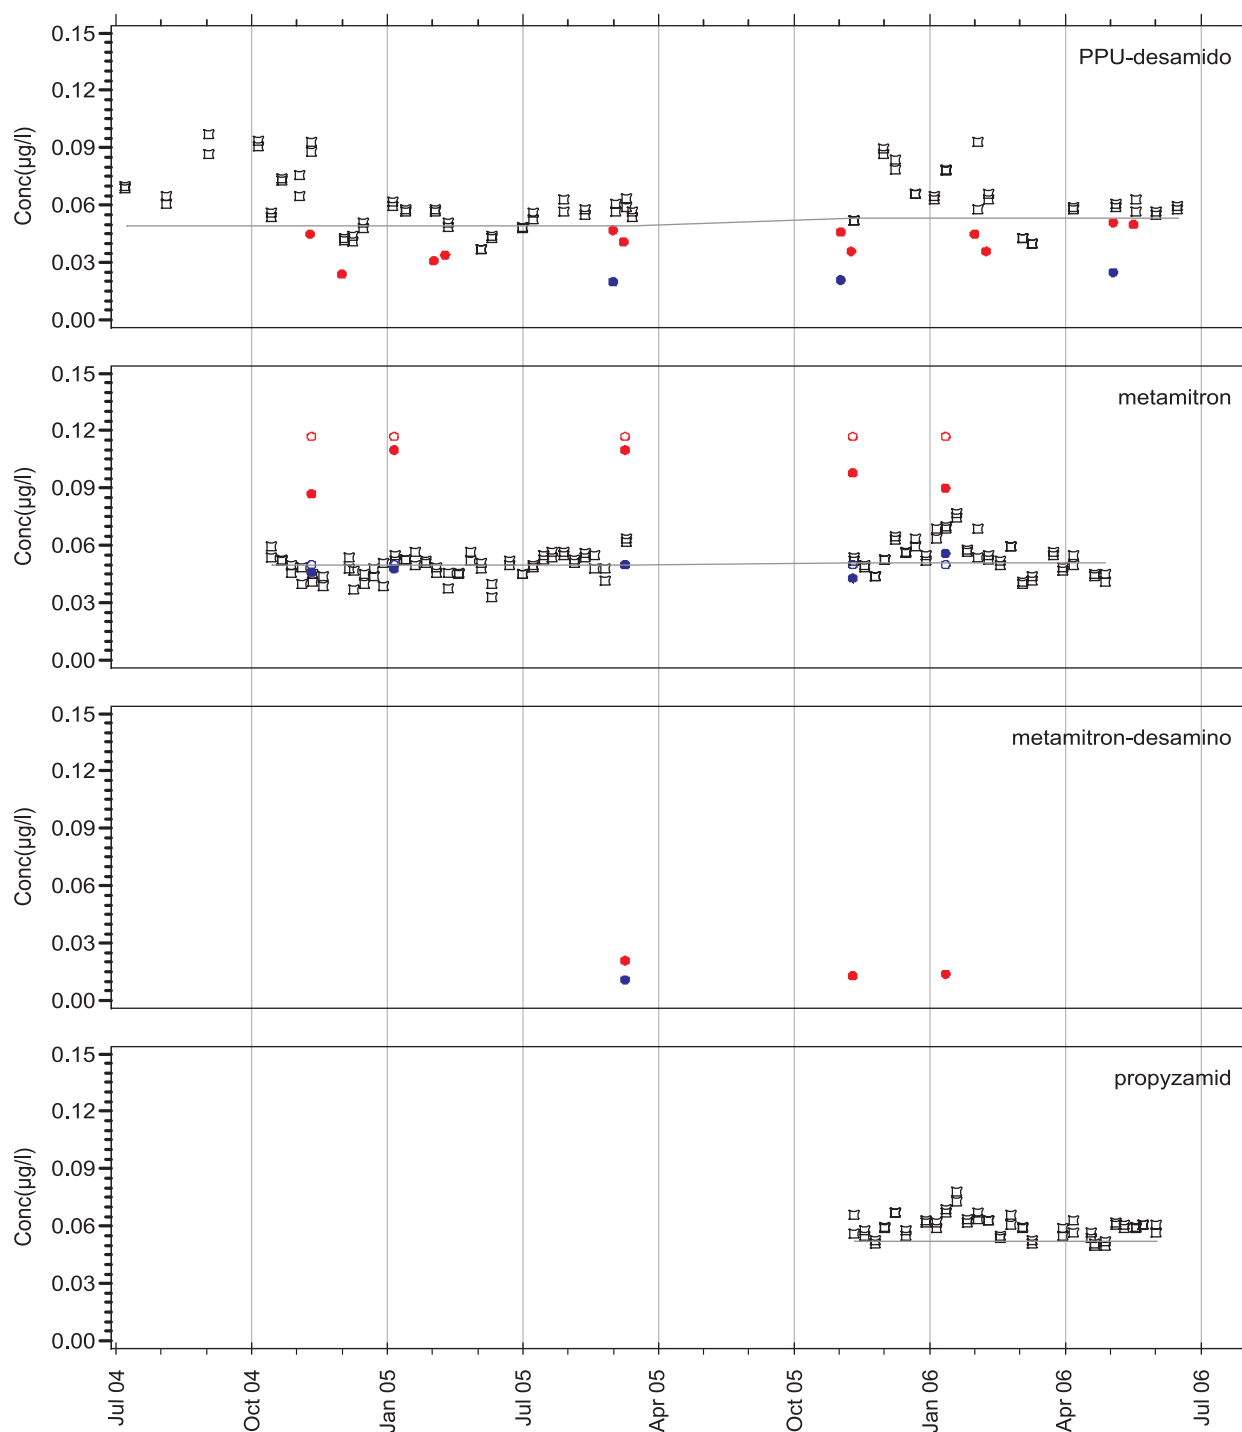 PPU-desamido
Conc(µg/l)
0.15
0.12
0.09
0.06
0.03
0.00
metamitron
Conc(µg/l)
0.15
0.12
0.09
0.06
0.03
0.00
metamitron-desamino
Conc(µg/l)
0.15
0.12
0.09
0.06
0.03
0.00
propyzamid
Conc(µg/l)
0.15
0.12
0.09
0.06
0.03
0.00
Jul 04
Oct 04
Jan 05
Jul 05
Apr 05
Oct 05
Jan 06
Apr 06
Jul 06